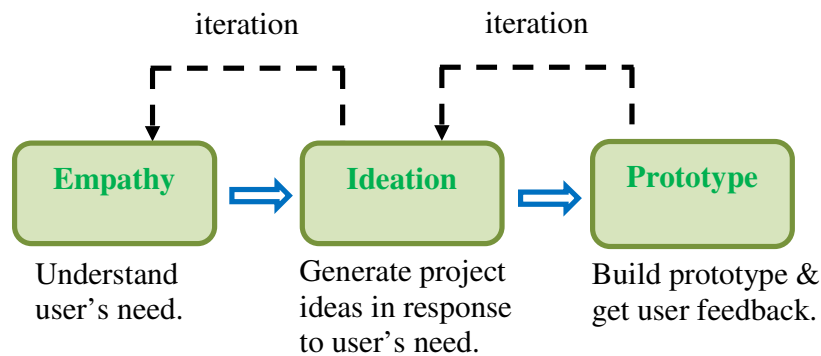 iteration
iteration
Empathy
Ideation
Prototype
Understand
user's need.
Generate project
ideas in response
to user's need.
Build prototype &
get user feedback.